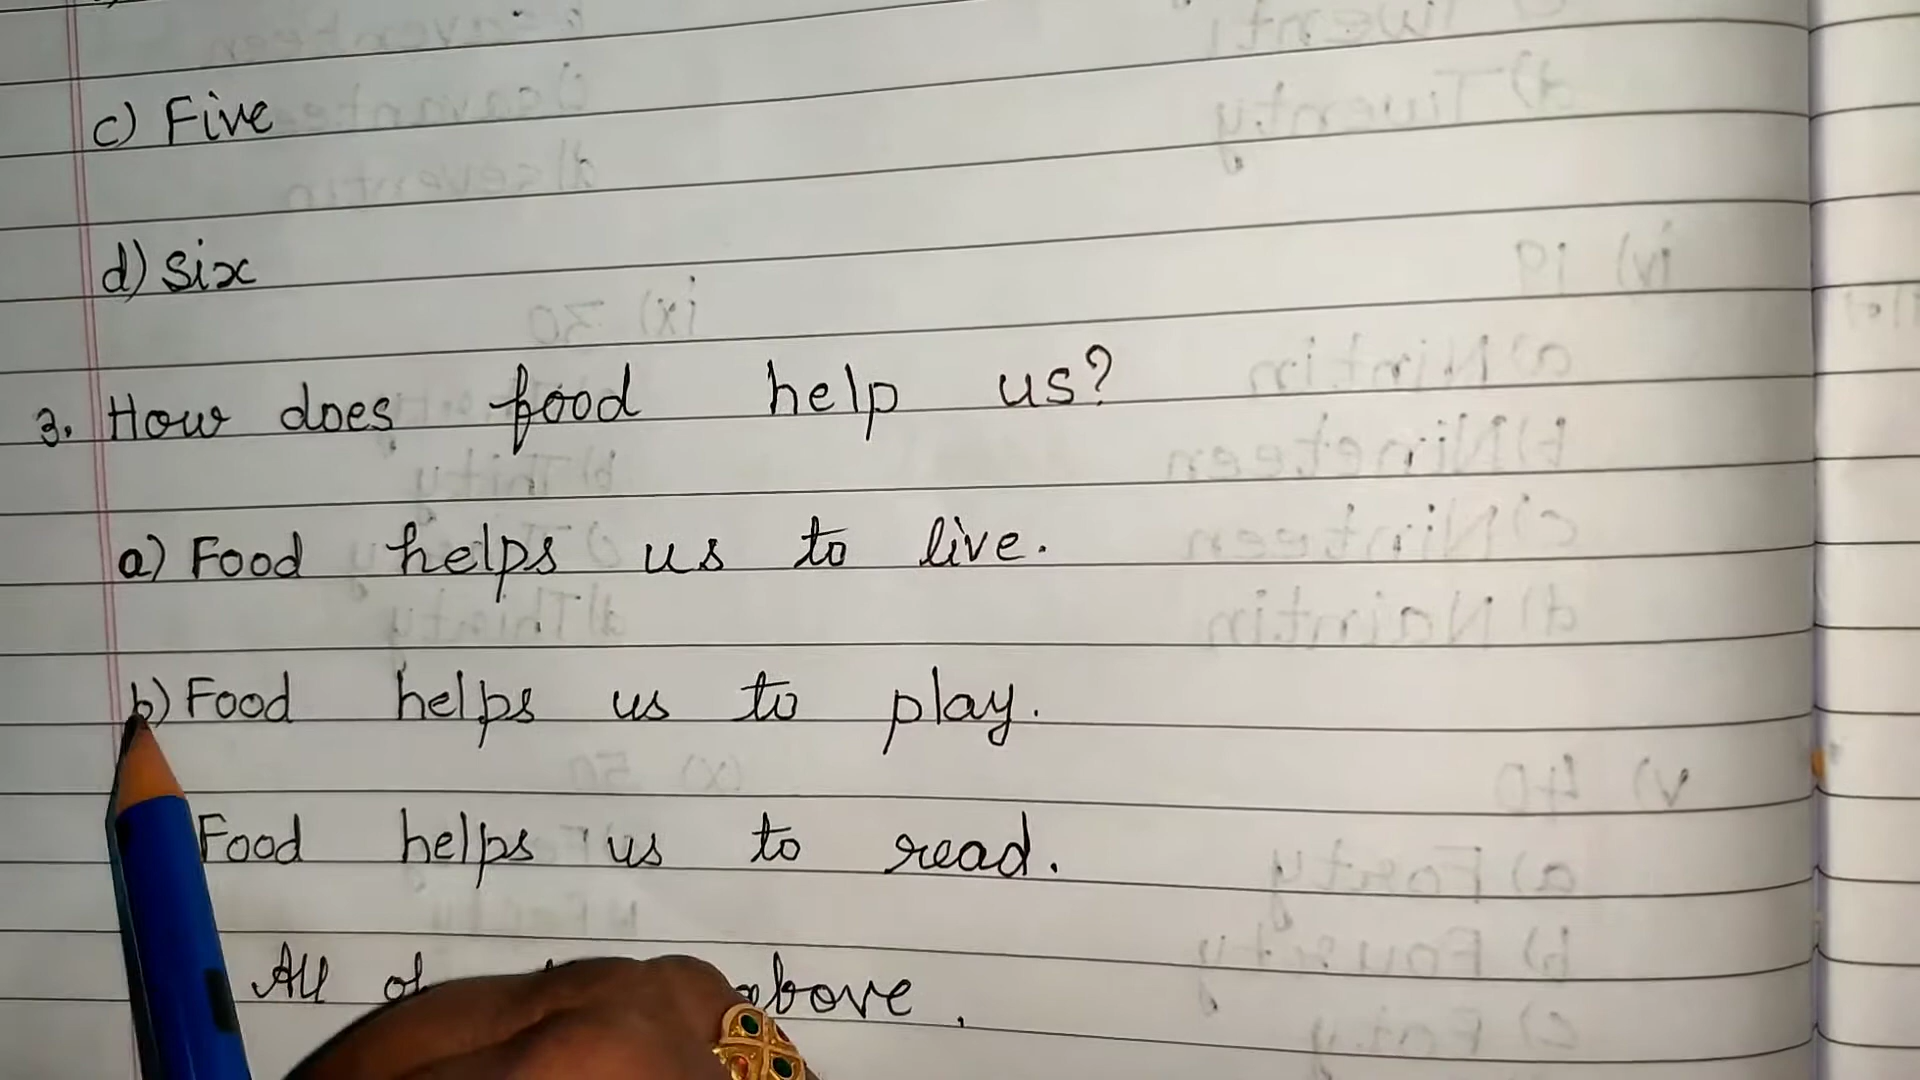 c) Five
d) Six
3. How does food help us?
a) Food helps us to live.
b) Food helps us to play.
Food helps us to read.
All of above.